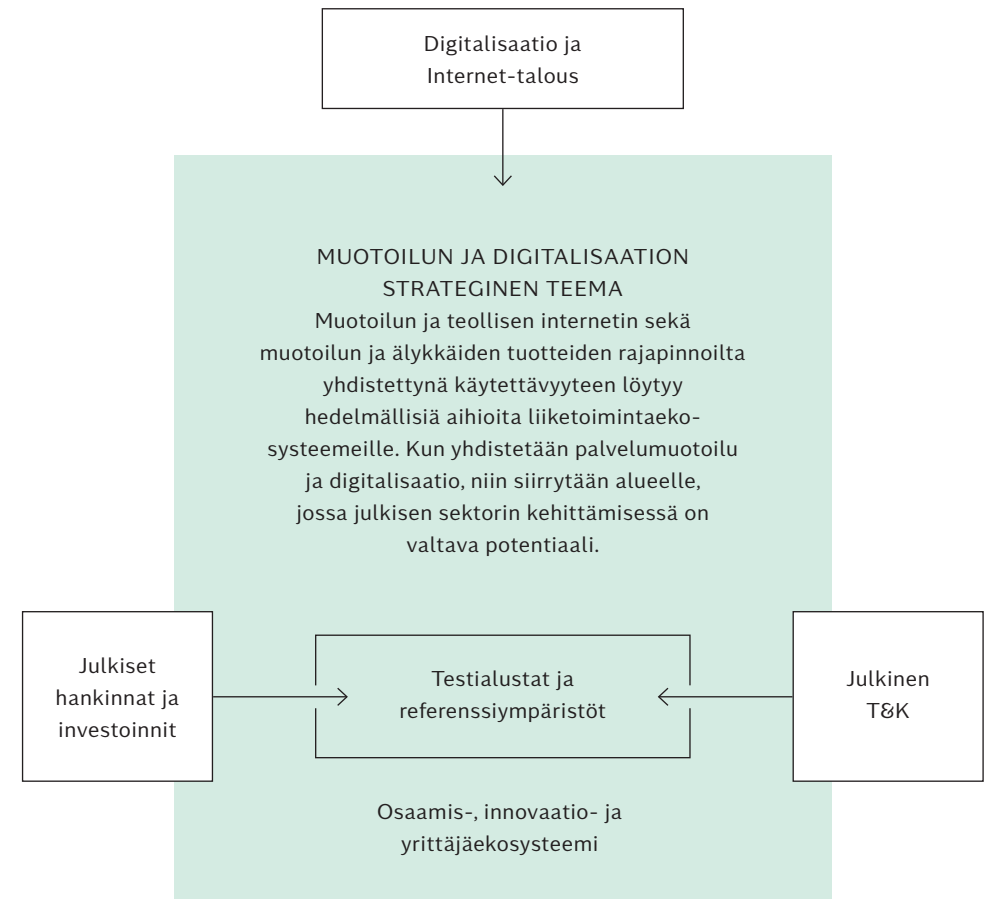 Digitalisaatio ja
Internet-talous
MUOTOILUN JA DIGITALISAATION
STRATEGINEN TEEMA
Muotoilun ja teollisen internetin sekä
muotoilun ja älykkäiden tuotteiden rajapinnoilta
yhdistettynä käytettävyyteen löytyy
hedelmällisiä aihioita liiketoimintaeko-
systeemeille. Kun yhdistetään palvelumuotoilu
ja digitalisaatio, niin siirrytään alueelle,
jossa julkisen sektorin kehittämisessä on
valtava potentiaali.
Julkiset
hankinnat ja
investoinnit
Testialustat ja
referenssiympäristöt
Julkinen
T&K
Osaamis-, innovaatio- ja
yrittäjäekosysteemi